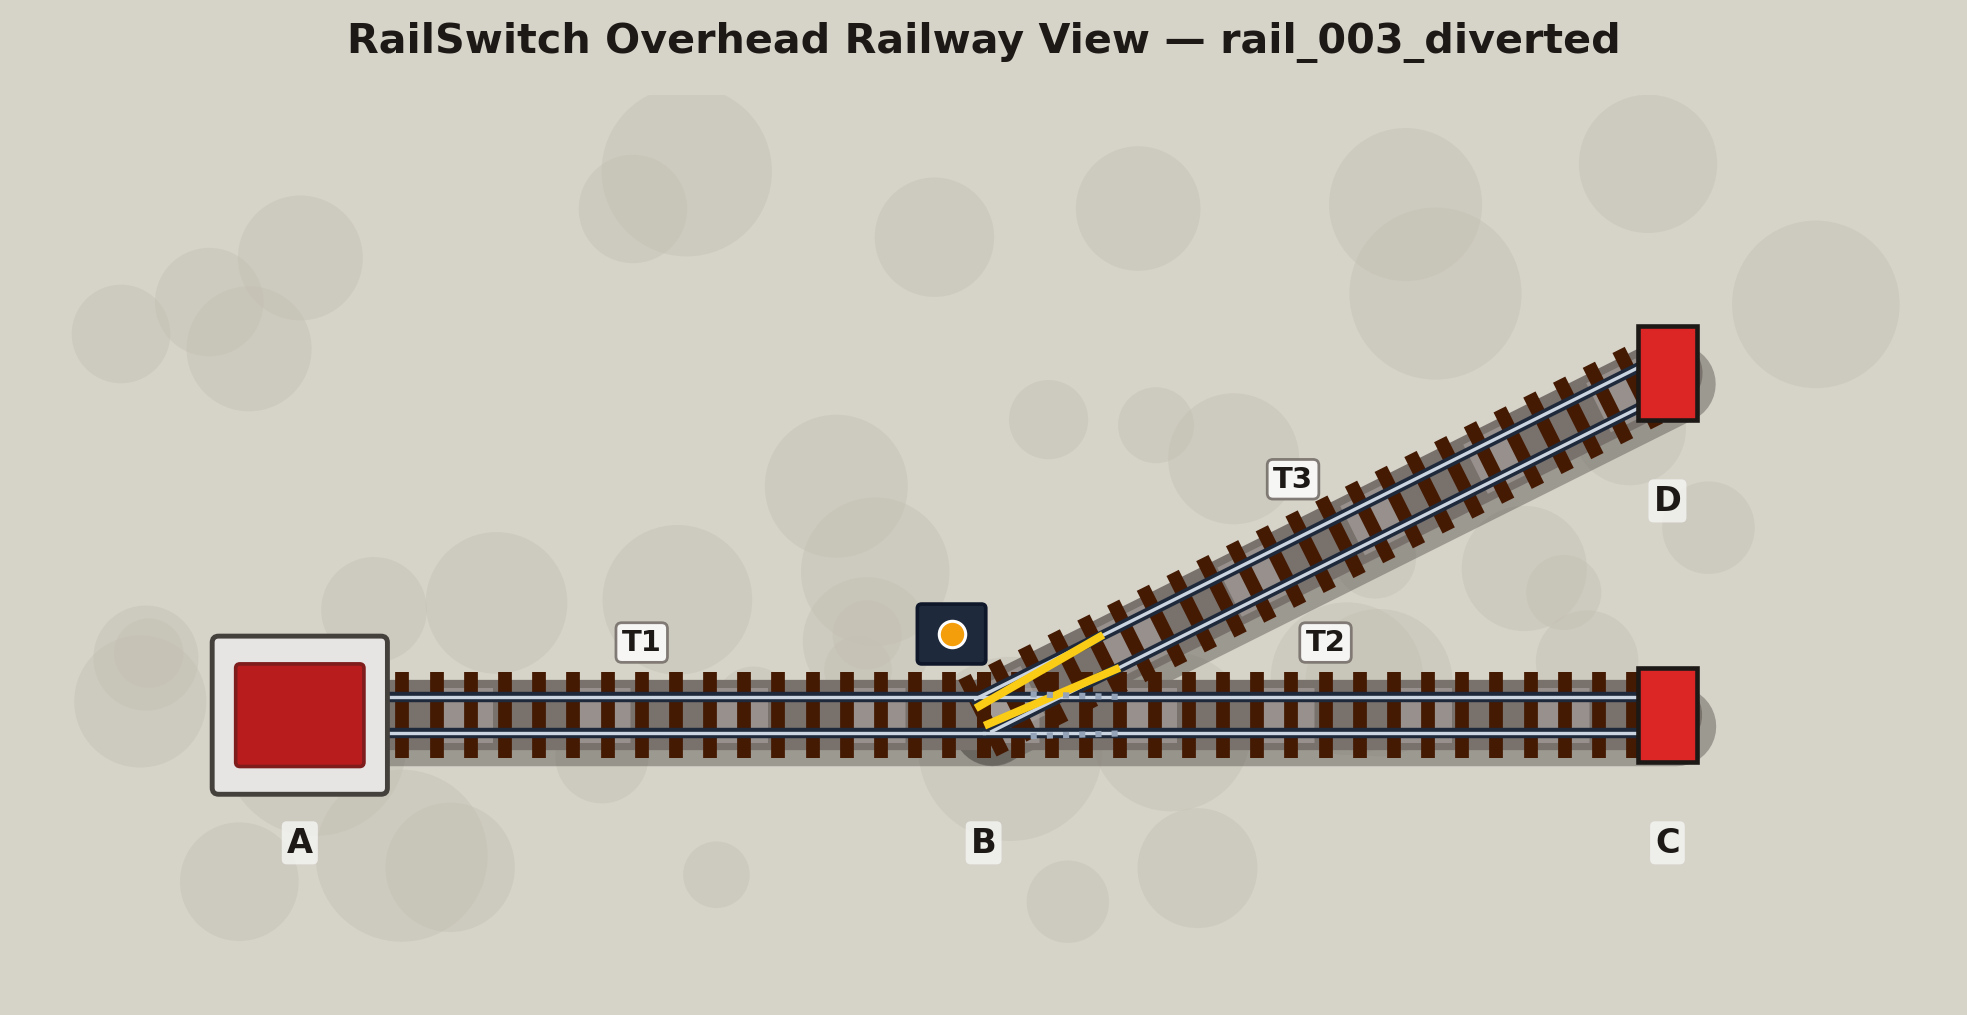 RailSwitch Overhead Railway View — rail_003_diverted
T3
D
T1
T2
A
B
C